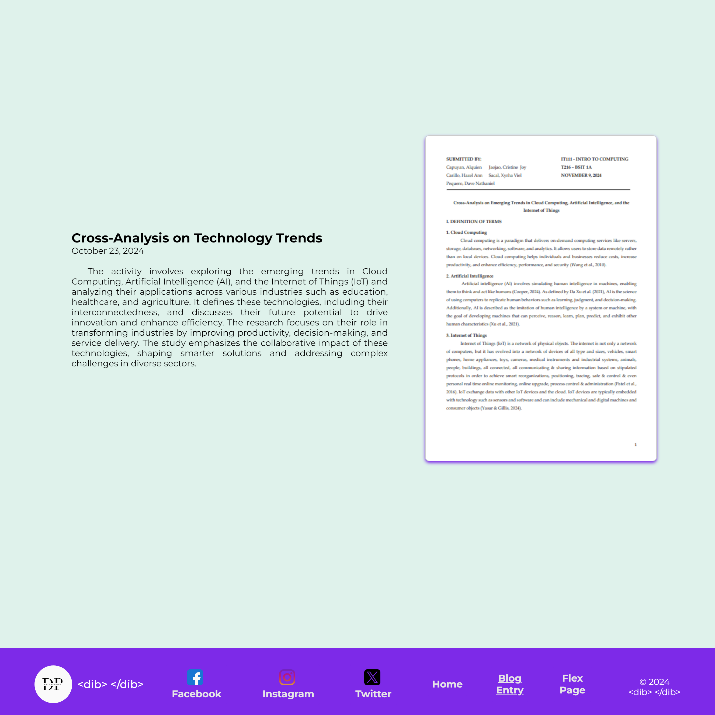 Cross-Analysis on Technology Trends
October 23, 2024
The activity involves exploring the emerging trends in Cloud
Computing, Artificial Intelligence (AI), and the Internet of Things (IoT) and
analyzing their applications across various industries such as education,
healthcare, and agriculture. It defines these technologies, including their
interconnectedness, and discusses their future potential to drive
innovation and enhance efficiency. The research focuses on their role in
transforming industries by improving productivity, decision-making, and
service delivery. The study emphasizes the collaborative impact of these
technologies, shaping smarter solutions and addressing complex
challenges in diverse sectors.
SUBMITTED BY: IT111 - INTRO TO COMPUTING
Captayan, Alquien Insipo: Cristine Joy T216 – BSIT 1A
Castillo: Hazel Ann Sucal, Kysha Viel NOVEMBER 9, 2024
Pequero, Dave Nathaniel
Cross-Analysis on Emerging Trends in Cloud Computing, Artificial Intelligence, and the
Internet of Things
I. DEFINITION OF TERMS
1. Cloud Computing
Cloud computing is a paradigm that delivers on-demand computing services like servers,
storage, databases, networking, software, and analytics. It allows users to store data remotely rather
than on local devices. Cloud computing helps individuals and businesses reduce costs, increase
productivity, and enhance efficiency, performance, and security (Wang et al., 2010).
2. Artificial Intelligence
Artificial intelligence (AI) involves simulating human intelligence in machines, enabling
them to think and act like humans (Cooper, 2024). As defined by Da Xu et al. (2021), AI is the science
of using computers to replicate human behaviors such as learning, judgment, and decision-making.
Additionally, AI is described as the imitation of human intelligence by a system or machine, with
the goal of developing machines that can perceive, reason, learn, plan, predict, and exhibit other
human characteristics (Xu et al., 2021).
3. Internet of Things
Internet of Things (IoT) is a network of physical objects. The internet is not only a network
of computers, but it has evolved into a network of devices of all type and sizes, vehicles, smart
phones, home appliances, toys, cameras, medical instruments and industrial systems, animals,
people, buildings, all connected, all communicating & sharing information based on stipulated
protocols in order to achieve smart reorganizations, positioning, tracing, safe & control & even
personal real time online monitoring, online upgrade, process control & administration (Patel et al.,
2016). IoT exchange data with other IoT devices and the cloud. IoT devices are typically embedded
with technology such as sensors and software and can include mechanical and digital machines and
consumer objects (Yasar & Gillis, 2024).
<dib> </dib>
Facebook
Instagram
Twitter
Home
Blog
Entry
Flex
Page
© 2024
<dib> </dib>